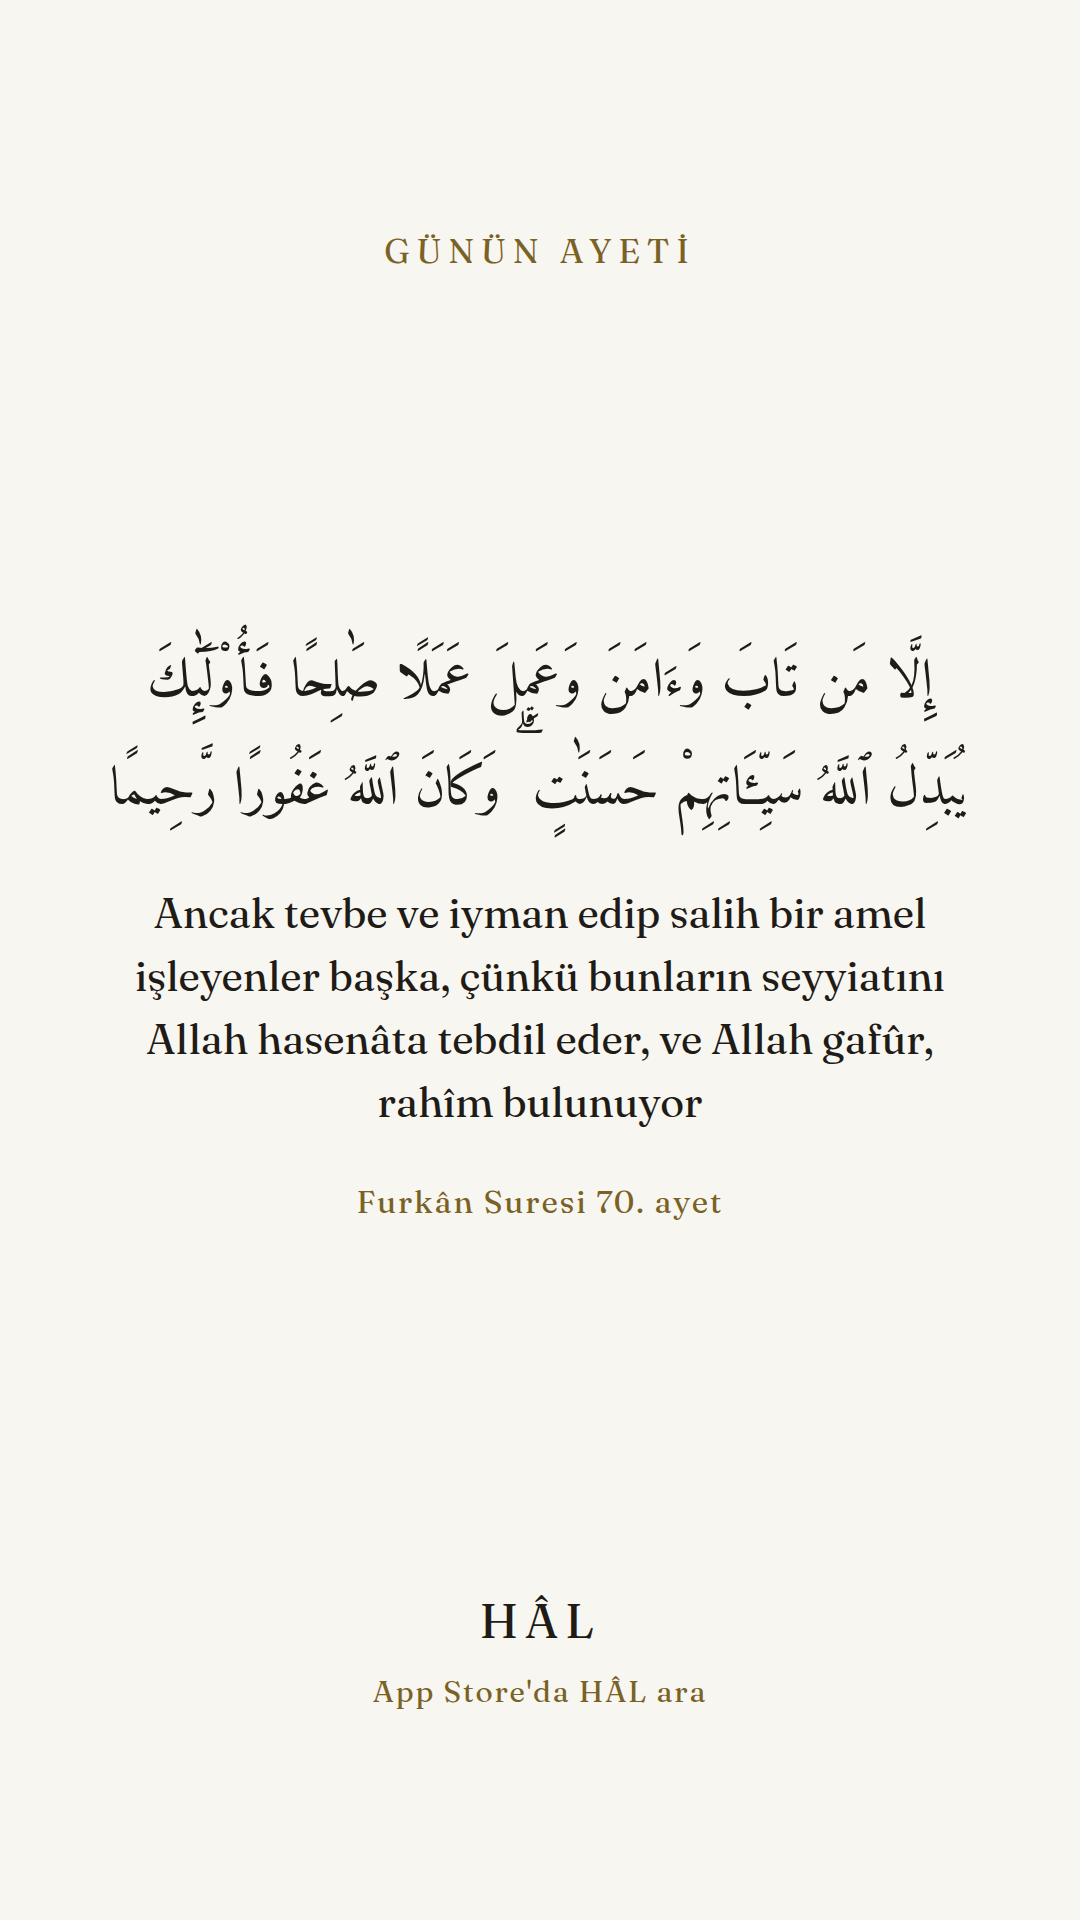 GÜNÜN AYETİ
إِلَّا مَن تَابَ وَءَامَنَ وَعَمِلَ عَمَلًا صَٰلِحًا فَأُو۟لَٰٓئِكَ
يُبَدِّلُ ٱللَّهُ سَيِّـَٔاتِهِمْ حَسَنَٰتٍ ۗ وَكَانَ ٱللَّهُ غَفُورًا رَّحِيمًا
Ancak tevbe ve iyman edip salih bir amel
işleyenler başka, çünkü bunların seyyiatını
Allah hasenâta tebdil eder, ve Allah gafûr,
rahîm bulunuyor
Furkân Suresi 70. ayet
HÂL
App Store'da HÂL ara